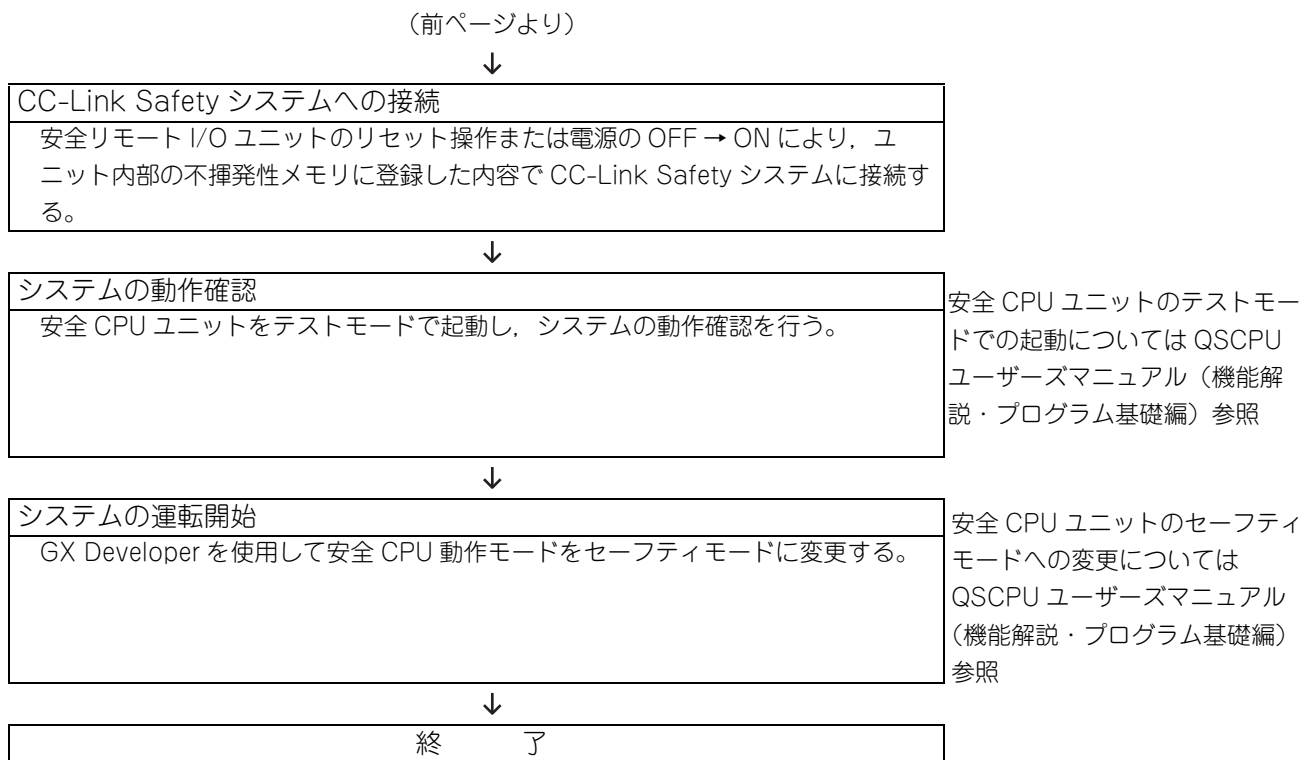 （前ページより）
↓
CC-Link Safety システムへの接続
安全リモート I/O ユニットのリセット操作または電源の OFF → ON により，ユ
ニット内部の不揮発性メモリに登録した内容で CC-Link Safety システムに接続す
る。
↓
システムの動作確認
安全 CPU ユニットをテストモードで起動し，システムの動作確認を行う。
安全 CPU ユニットのテストモー
ドでの起動については QSCPU
ユーザーズマニュアル（機能解
説・プログラム基礎編）参照
↓
システムの運転開始
GX Developer を使用して安全 CPU 動作モードをセーフティモードに変更する。
安全 CPU ユニットのセーフティ
モードへの変更については
QSCPU ユーザーズマニュアル
（機能解説・プログラム基礎編）
参照
↓
終　　了